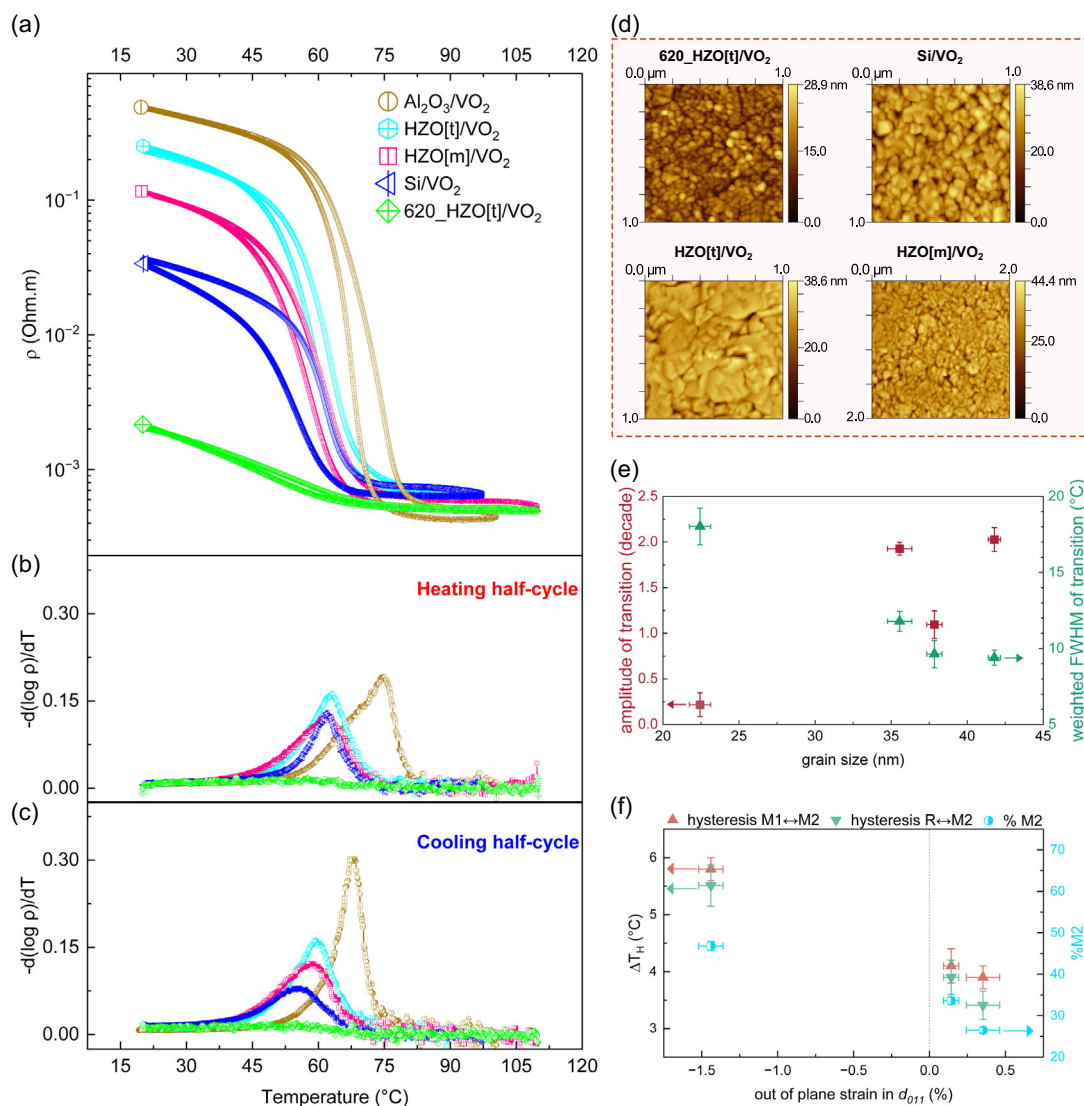 (a)
15 30 45 60 75 90 105 120
ρ (Ohm.m)
10⁻¹
10⁻²
10⁻³
Al₂O₃/VO₂
HZO[t]/VO₂
HZO[m]/VO₂
Si/VO₂
620_HZO[t]/VO₂
(b)
Heating half-cycle
-d(log ρ)/dT
0.30
0.15
0.00
(c)
Cooling half-cycle
-d(log ρ)/dT
0.30
0.15
0.00
15 30 45 60 75 90 105 120
Temperature (°C)
(d)
620_HZO[t]/VO₂
0.0 µm 1.0
1.0
28.9 nm
15.0
0.0
Si/VO₂
0.0 µm 1.0
1.0
38.6 nm
20.0
0.0
HZO[t]/VO₂
0.0 µm 1.0
1.0
38.6 nm
20.0
0.0
HZO[m]/VO₂
0.0 µm 2.0
2.0
44.4 nm
25.0
0.0
(e)
amplitude of transition (decade)
2.5
2.0
1.5
1.0
0.5
0.0
weighted FWHM of transition (°C)
20
18
15
13
10
8
5
20 25 30 35 40 45
grain size (nm)
(f)
hysteresis M1↔M2 hysteresis R↔M2 % M2
ΔT_H (°C)
6
5
4
3
%M2
70
60
50
40
30
20
-1.5 -1.0 -0.5 0.0 0.5
out of plane strain in d₀₁₁ (%)